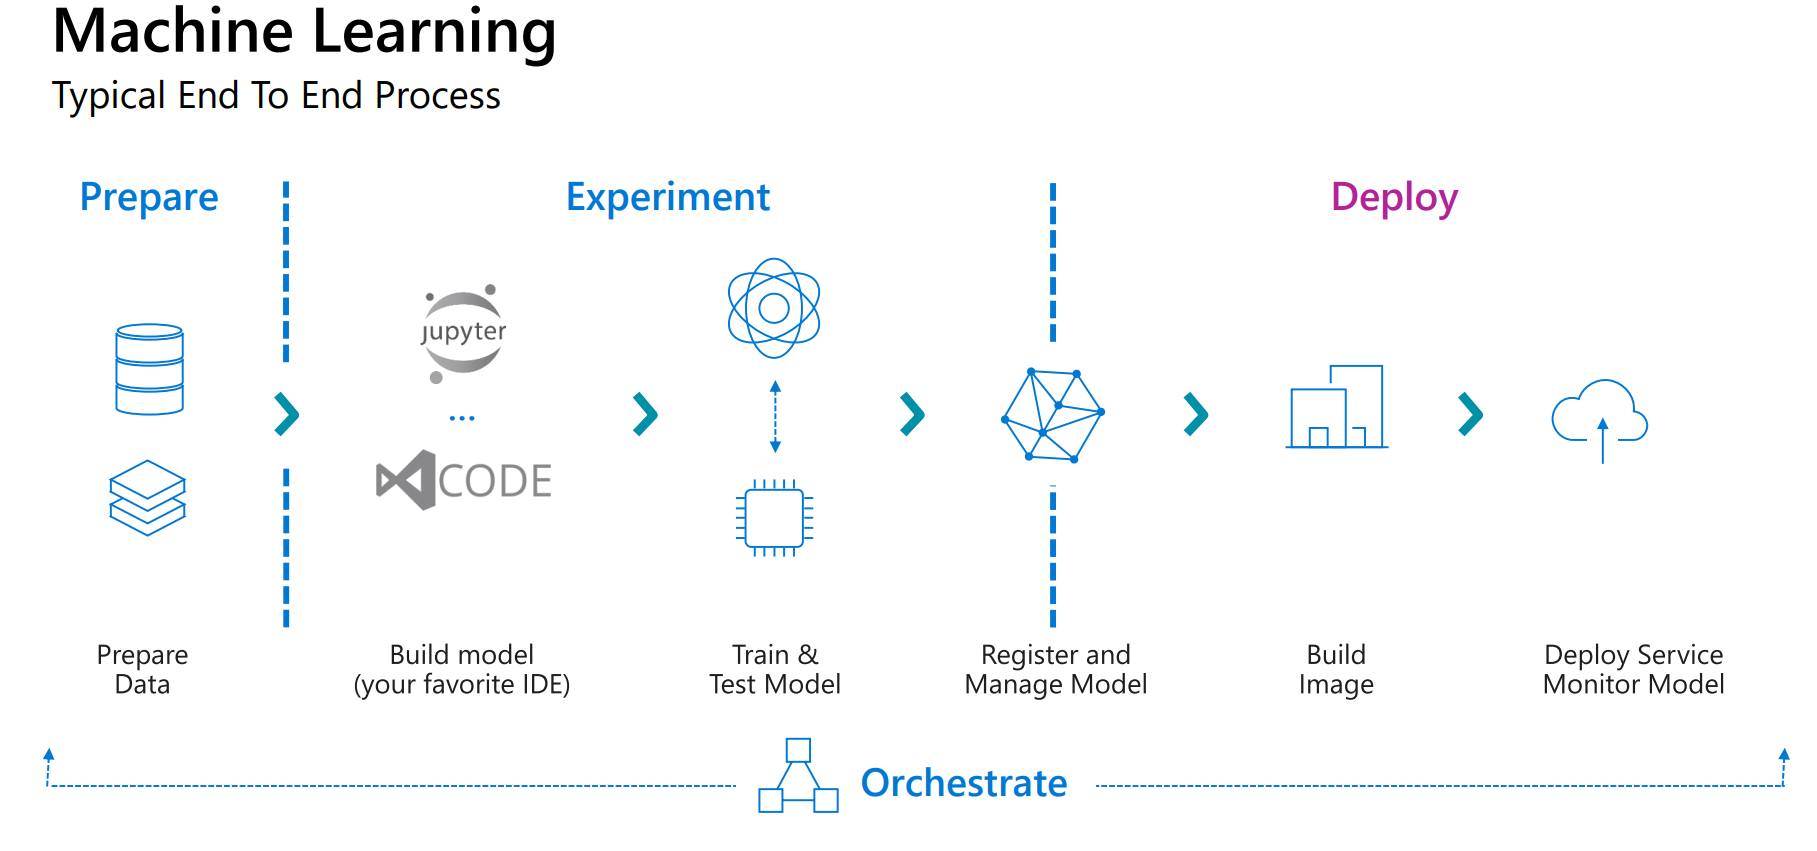 Machine Learning
Typical End To End Process
Prepare
Experiment
Deploy
jupyter
...
CODE
Prepare
Data
Build model
(your favorite IDE)
Train &
Test Model
Register and
Manage Model
Build
Image
Deploy Service
Monitor Model
Orchestrate